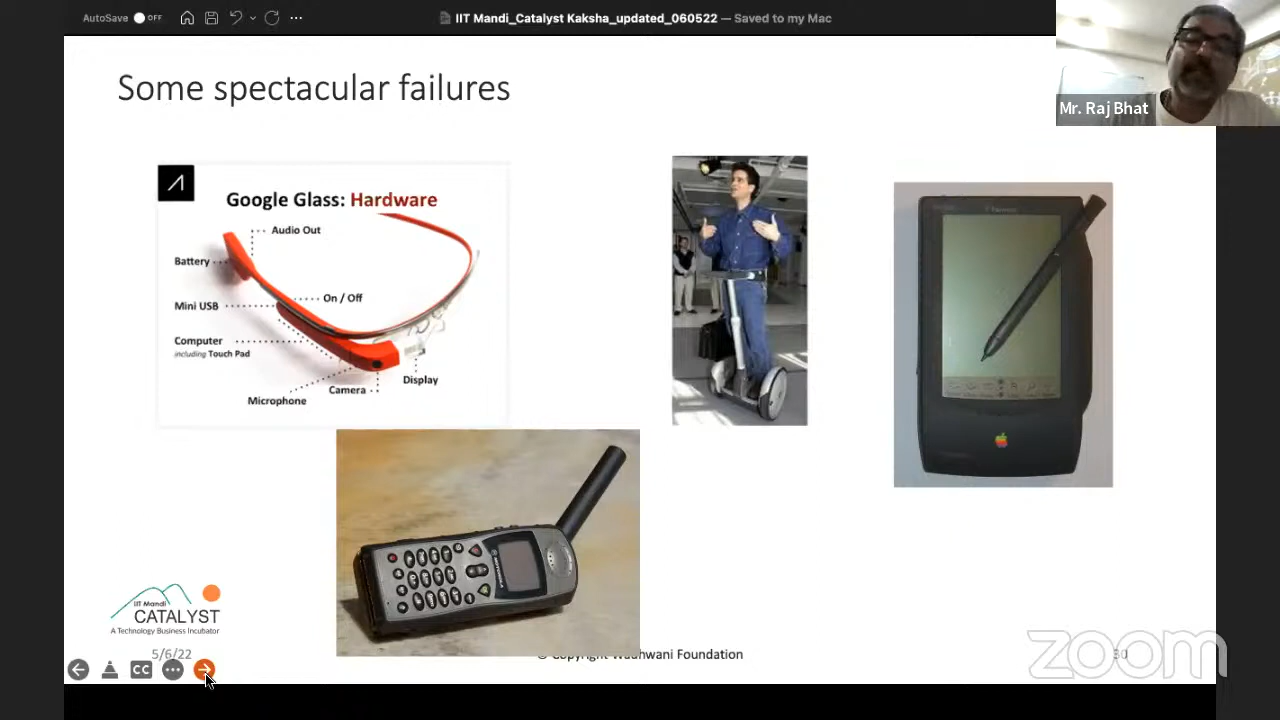 AutoSave OFF
IIT Mandi_Catalyst Kaksha_updated_060522 — Saved to my Mac
Mr. Raj Bhat
Some spectacular failures
Google Glass: Hardware
Audio Out
Battery
On / Off
Mini USB
Computer
including Touch Pad
Display
Camera
Microphone
IIT Mandi
CATALYST
A Technology Business Incubator
5/6/22
© Copyright Wadhwani Foundation
30
CC
zoom